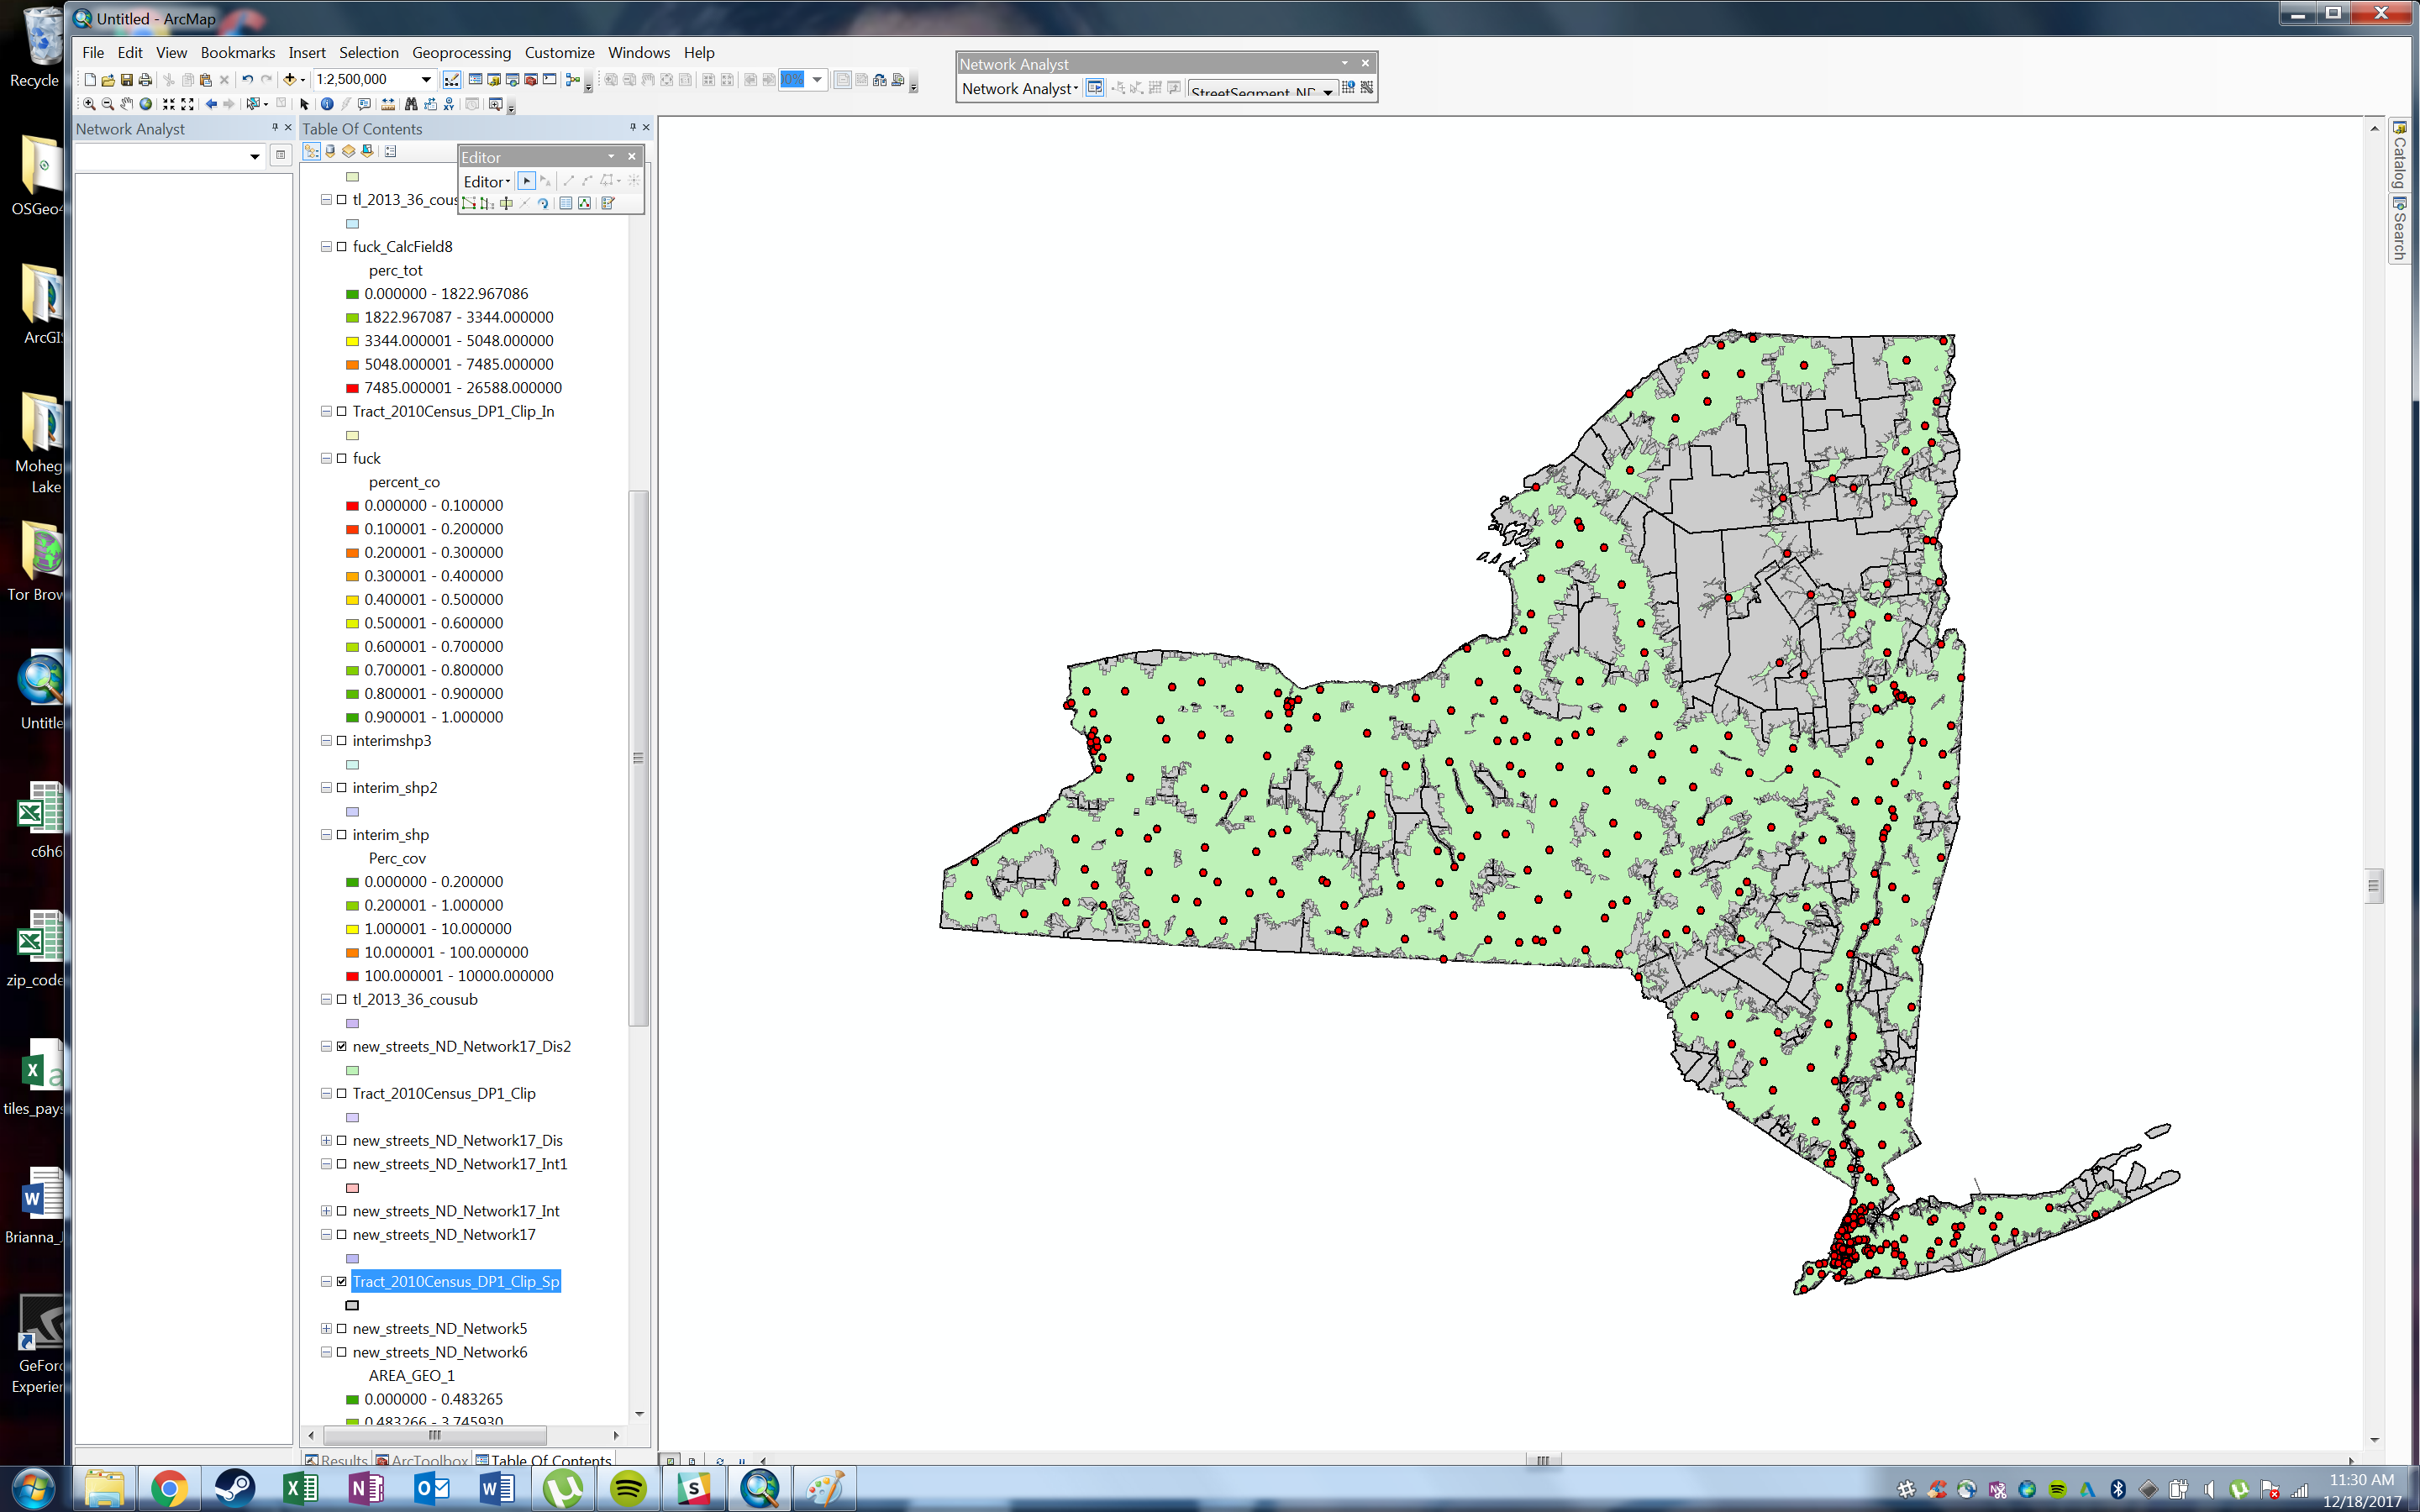 Untitled - ArcMap
File Edit View Bookmarks Insert Selection Geoprocessing Customize Windows Help
1:2,500,000
Network Analyst
Network Analyst
StreetSegment_ND
Network Analyst
Table Of Contents
Editor
Editor
tl_2013_36_cous
fuck_CalcField8
perc_tot
0.000000 - 1822.967086
1822.967087 - 3344.000000
3344.000001 - 5048.000000
5048.000001 - 7485.000000
7485.000001 - 26588.000000
Tract_2010Census_DP1_Clip_In
fuck
percent_co
0.000000 - 0.100000
0.100001 - 0.200000
0.200001 - 0.300000
0.300001 - 0.400000
0.400001 - 0.500000
0.500001 - 0.600000
0.600001 - 0.700000
0.700001 - 0.800000
0.800001 - 0.900000
0.900001 - 1.000000
interimshp3
interim_shp2
interim_shp
Perc_cov
0.000000 - 0.200000
0.200001 - 1.000000
1.000001 - 10.000000
10.000001 - 100.000000
100.000001 - 10000.000000
tl_2013_36_cousub
new_streets_ND_Network17_Dis2
Tract_2010Census_DP1_Clip
new_streets_ND_Network17_Dis
new_streets_ND_Network17_Int1
new_streets_ND_Network17_Int
new_streets_ND_Network17
Tract_2010Census_DP1_Clip_Sp
new_streets_ND_Network5
new_streets_ND_Network6
AREA_GEO_1
0.000000 - 0.483265
0.483266 - 3.745930
Results ArcToolbox Table Of Contents
Catalog
Search
Recycle
OSGeo4
ArcGI
Moheg
Lake
Tor Brow
Untitle
c6h6
zip_code
tiles_pays
Brianna_J
GeForc
Experien
11:30 AM
12/18/2017